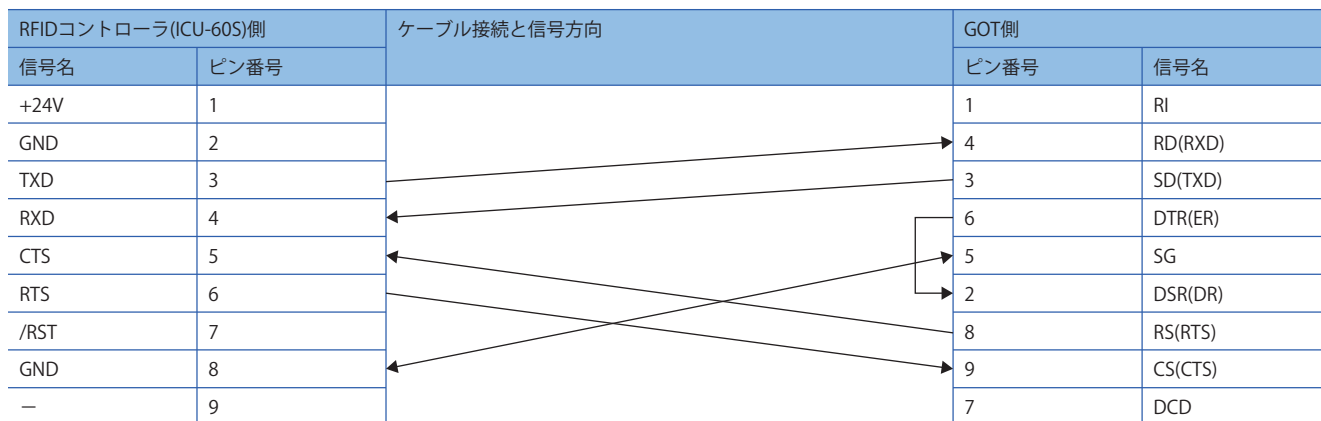 RFIDコントローラ(ICU-60S)側 ケーブル接続と信号方向 GOT側
信号名 ピン番号 ピン番号 信号名
+24V 1 1 RI
GND 2 4 RD(RXD)
TXD 3 3 SD(TXD)
RXD 4 6 DTR(ER)
CTS 5 5 SG
RTS 6 2 DSR(DR)
/RST 7 8 RS(RTS)
GND 8 9 CS(CTS)
－ 9 7 DCD